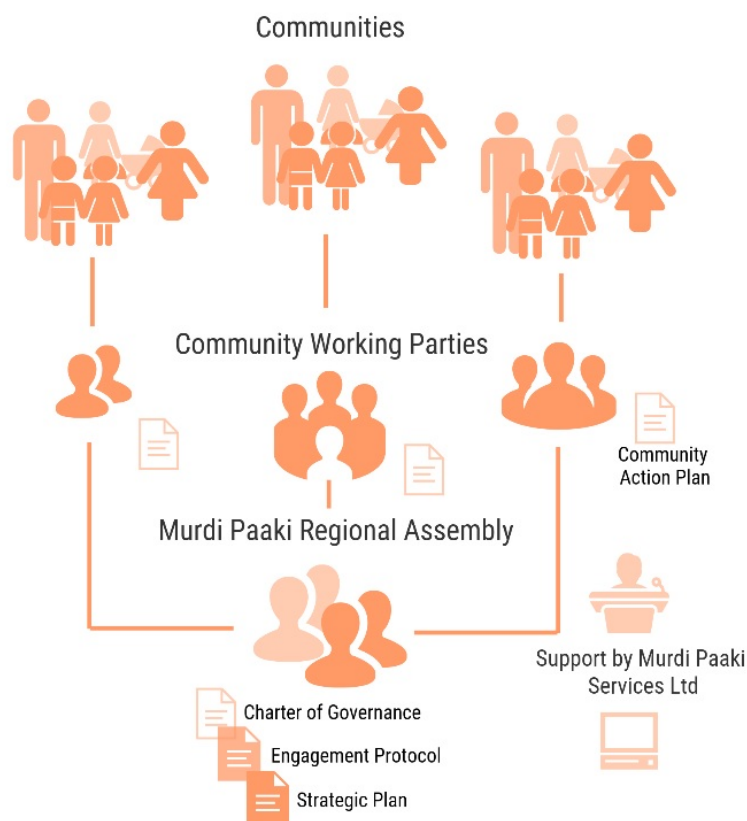 Communities
Community Working Parties
Community
Action Plan
Murdi Paaki Regional Assembly
Support by Murdi Paaki
Services Ltd
Charter of Governance
Engagement Protocol
Strategic Plan